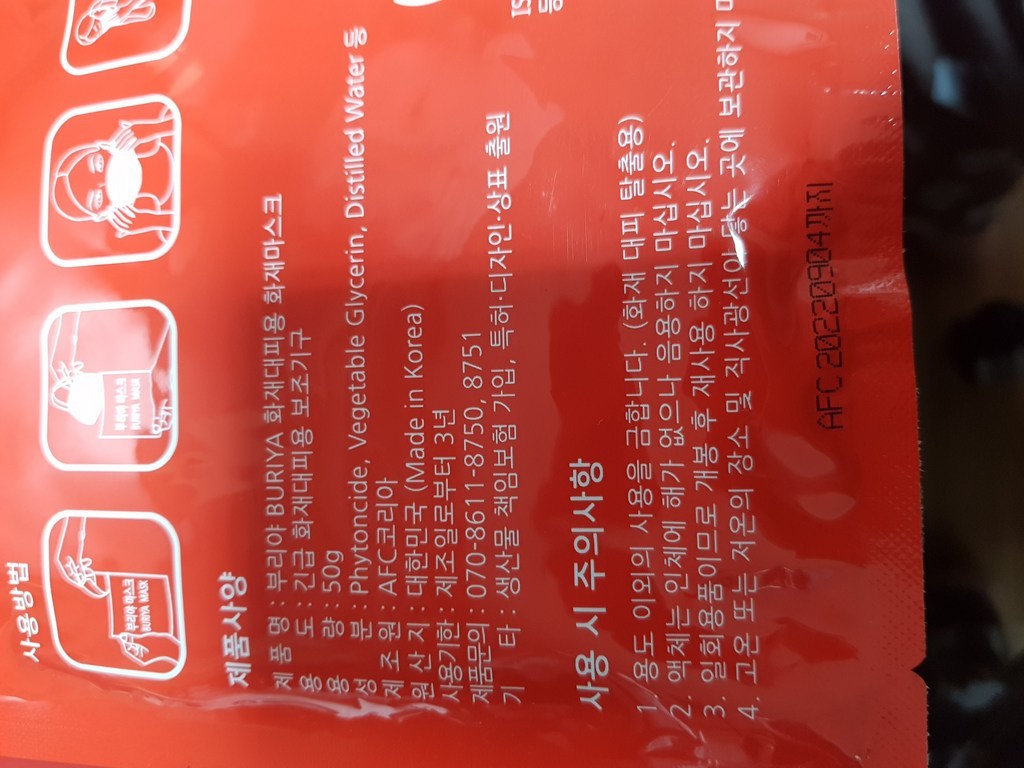 사용방법
부리야 마스크
BURIYA MASK
부리야 마스크
BURIYA MASK
제품사양
제 품 명 : 부리야 BURIYA 화재대피용 화재마스크
용 도 : 긴급 화재대피용 보조기구
용 량 : 50g
성 분 : Phytoncide, Vegetable Glycerin, Distilled Water 등
제 조 원 : AFC코리아
원 산 지 : 대한민국 (Made in Korea)
사용기한 : 제조일로부터 3년
제품문의 : 070-8611-8750, 8751
기 타 : 생산물 책임보험 가입, 특허·디자인·상표 출원
사용 시 주의사항
1. 용도 이외의 사용을 금합니다. (화재 대피 탈출용)
2. 액체는 인체에 해가 없으나 음용하지 마십시오.
3. 일회용품이므로 개봉 후 재사용 하지 마십시오.
4. 고온 또는 저온의 장소 및 직사광선이 닿는 곳에 보관하지
AFC 20220904까지